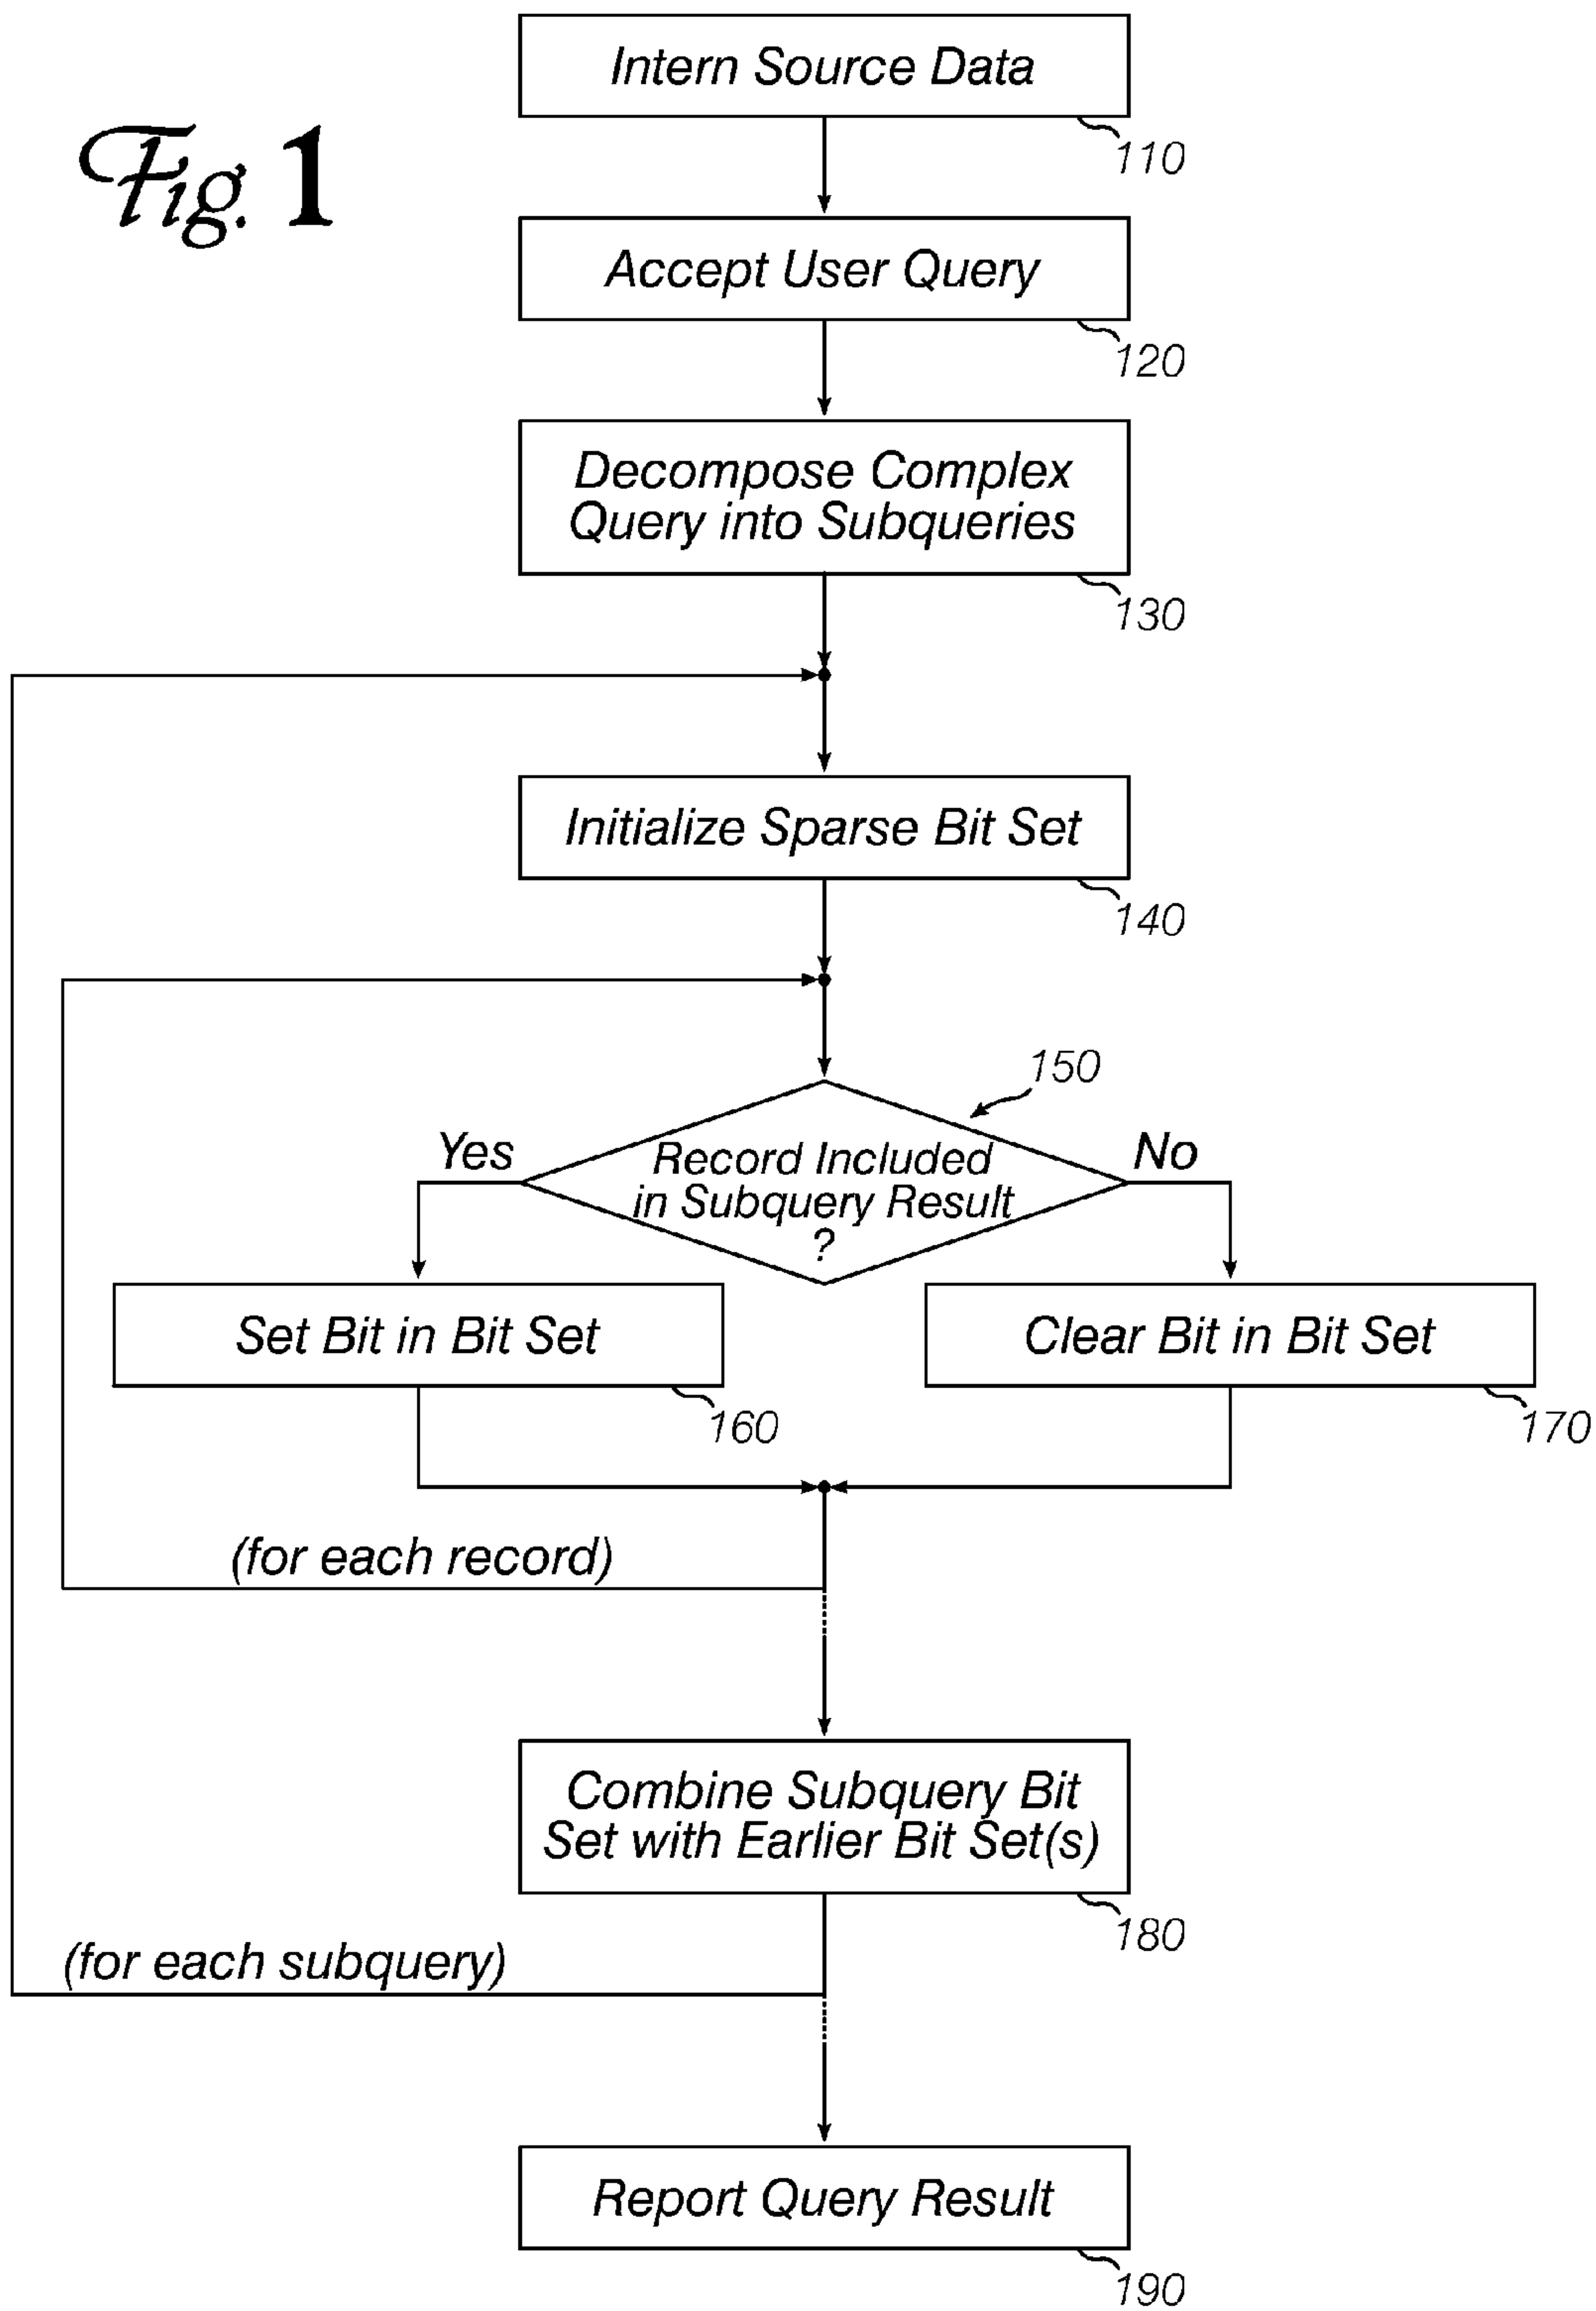 Fig. 1
Intern Source Data
110
Accept User Query
120
Decompose Complex
Query into Subqueries
130
Initialize Sparse Bit Set
140
150
Yes
Record Included
in Subquery Result
?
No
Set Bit in Bit Set
160
Clear Bit in Bit Set
170
(for each record)
Combine Subquery Bit
Set with Earlier Bit Set(s)
180
(for each subquery)
Report Query Result
190